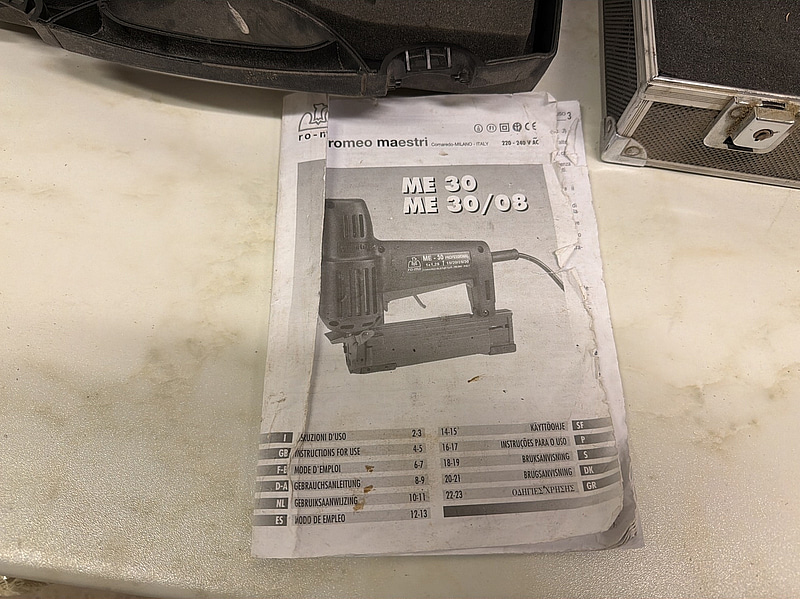 ro-
romeo maestri Cornaredo-MILANO - ITALY
220 - 240 V AC
CE
3
ME 30
ME 30/08
ME - 30 PROFESSIONAL
I
UZIONI D'USO 2-3
GB INSTRUCTIONS FOR USE 4-5
F-B MODE D'EMPLOI 6-7
D-A GEBRAUCHSANLEITUNG 8-9
NL GEBRUIKSAANWIJZING 10-11
ES MODO DE EMPLEO 12-13
14-15 KÄYTTÖOHJE SF
16-17 INSTRUÇÕES PARA O USO P
18-19 BRUKSANVISNING S
20-21 BRUGSANVISNING DK
22-23 ΟΔΗΓΙΕΣ ΧΡΗΣΗΣ GR